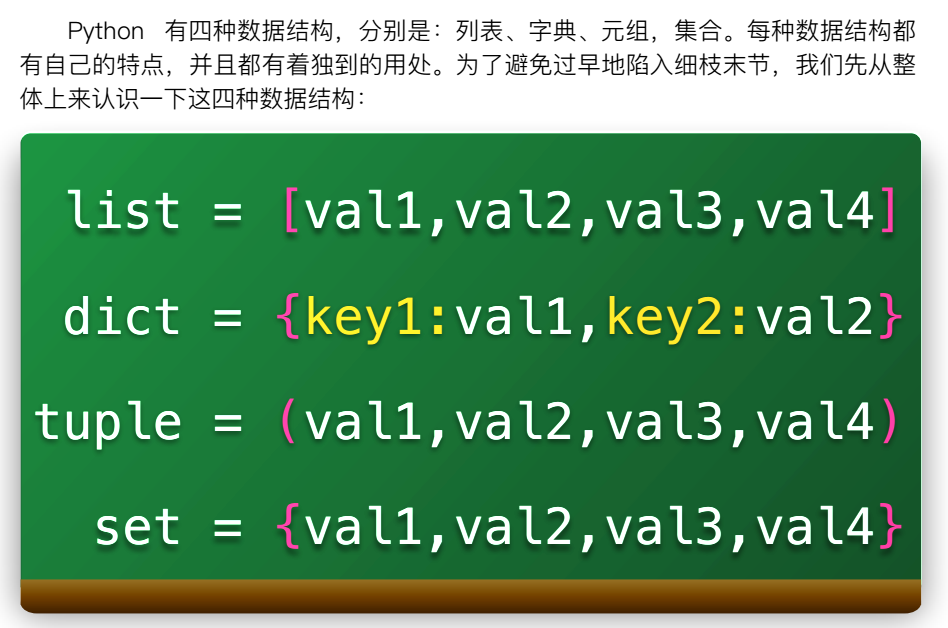 Python 有四种数据结构，分别是：列表、字典、元组，集合。每种数据结构都
有自己的特点，并且都有着独到的用处。为了避免过早地陷入细枝末节，我们先从整
体上来认识一下这四种数据结构：
list = [val1,val2,val3,val4]
dict = {key1:val1,key2:val2}
tuple = (val1,val2,val3,val4)
set = {val1,val2,val3,val4}